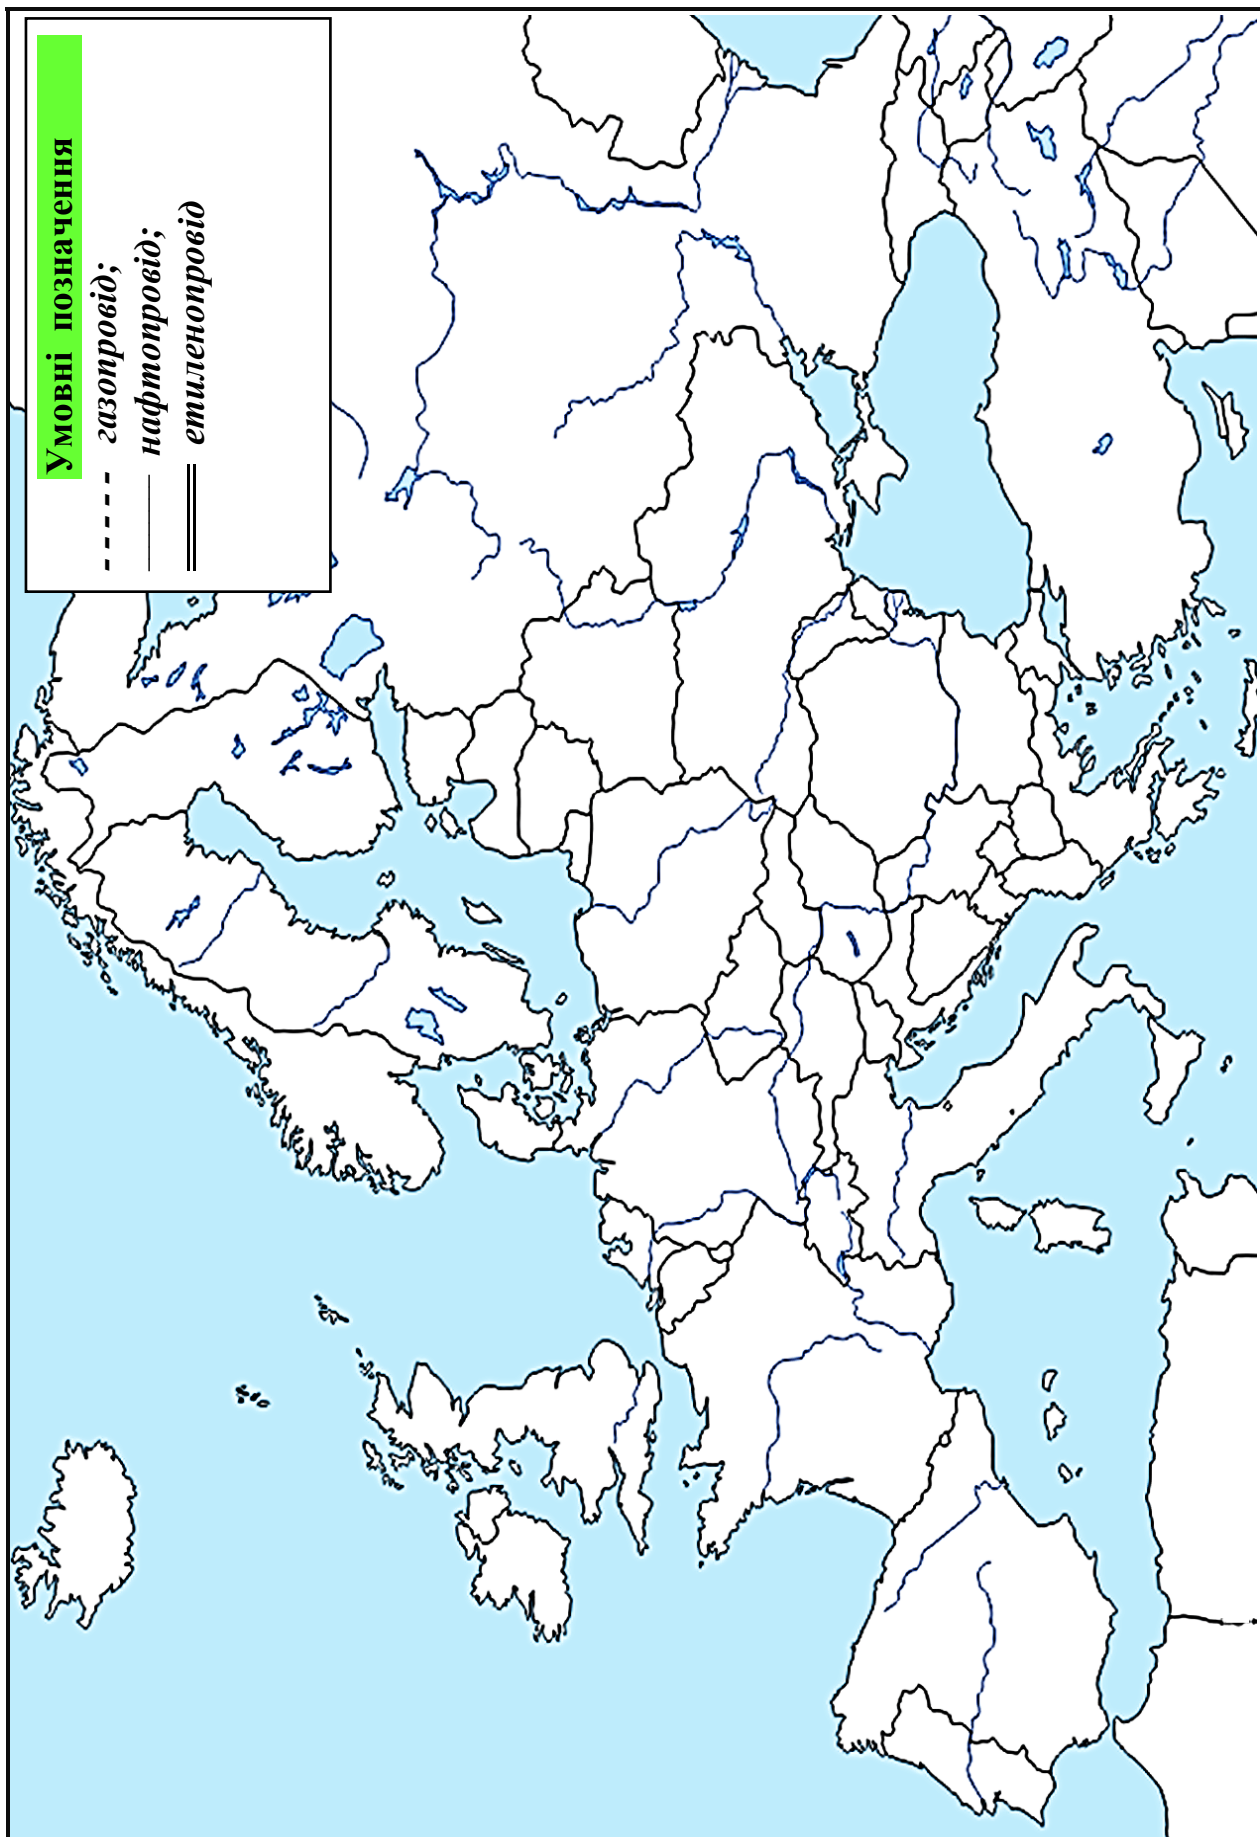 Умовні позначення
газопровід;
нафтопровід;
етиленопровід